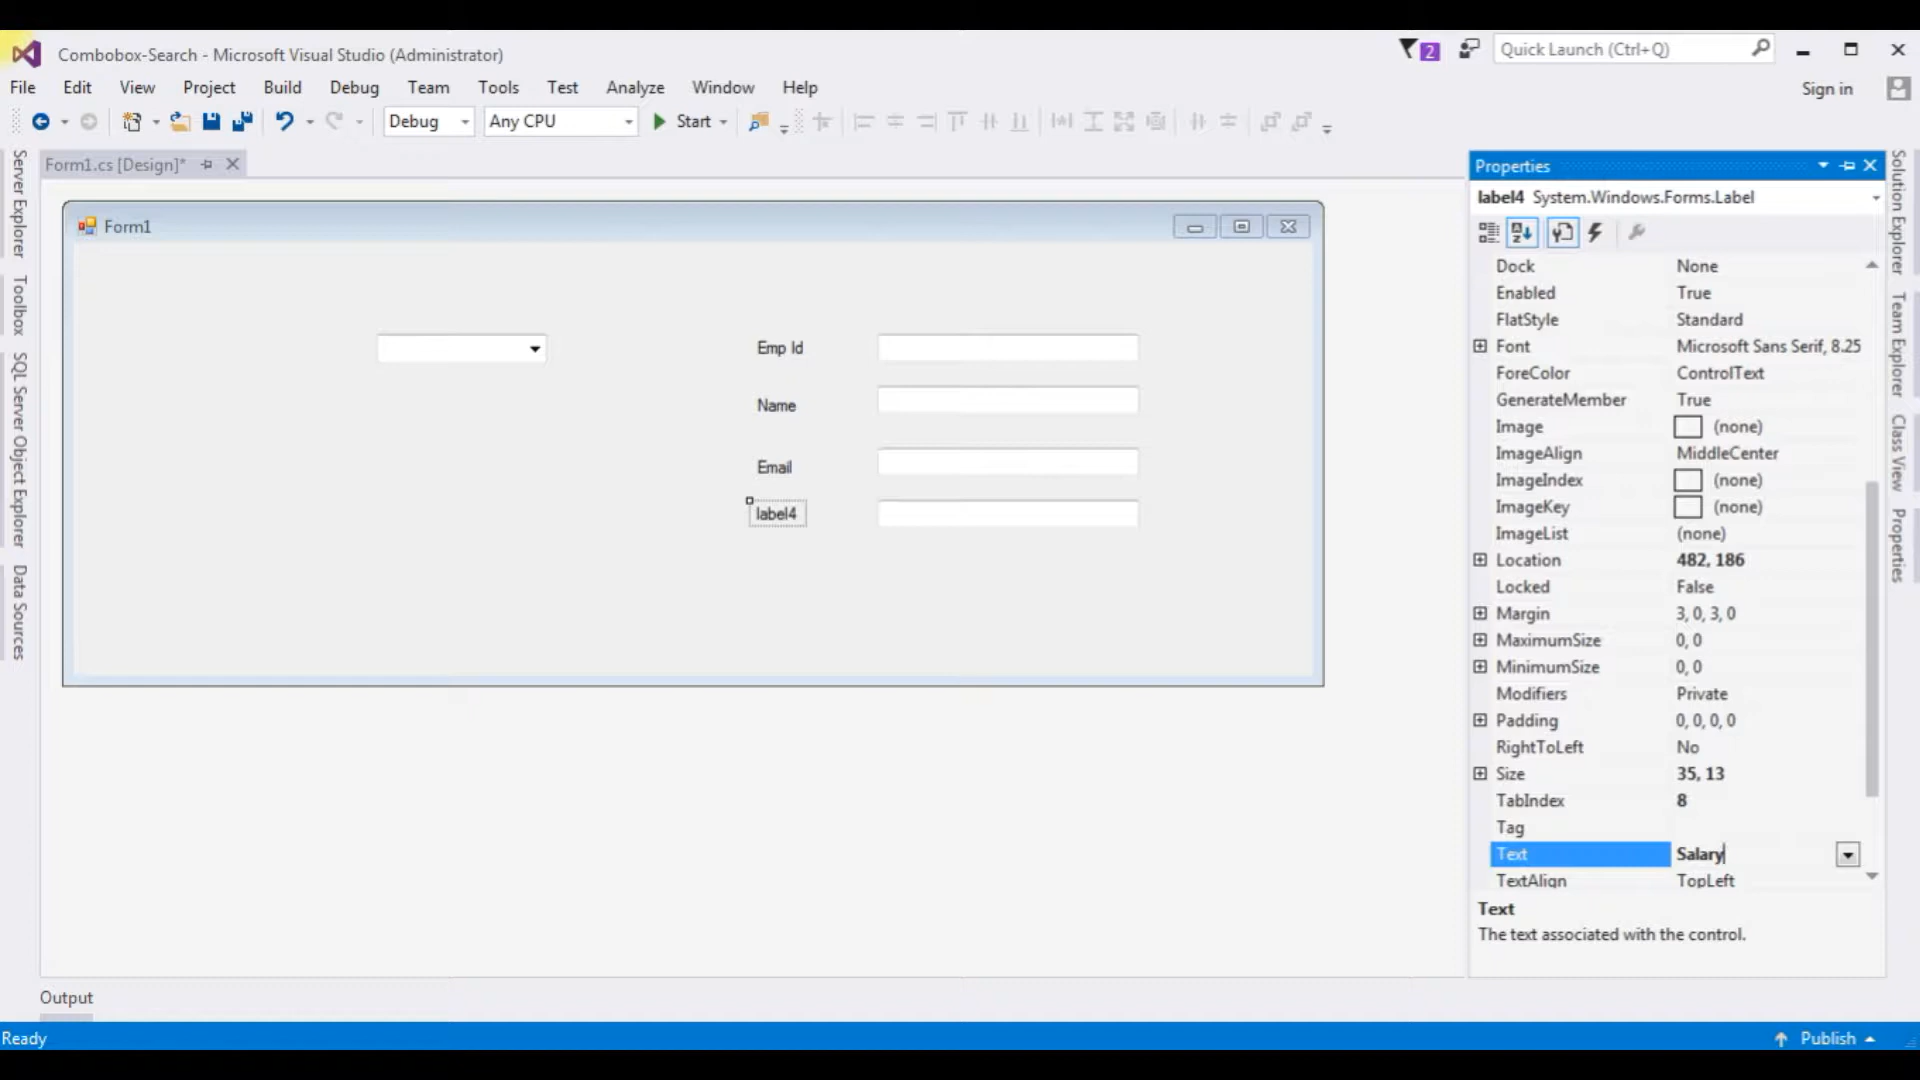 Combobox-Search - Microsoft Visual Studio (Administrator)
2
Quick Launch (Ctrl+Q)
File Edit View Project Build Debug Team Tools Test Analyze Window Help
Sign in
Debug Any CPU Start
Form1.cs [Design]*
Server Explorer
Toolbox
SQL Server Object Explorer
Data Sources
Form1
Emp Id
Name
Email
label4
Properties
label4 System.Windows.Forms.Label
Dock None
Enabled True
FlatStyle Standard
Font Microsoft Sans Serif, 8.25
ForeColor ControlText
GenerateMember True
Image (none)
ImageAlign MiddleCenter
ImageIndex (none)
ImageKey (none)
ImageList (none)
Location 482, 186
Locked False
Margin 3, 0, 3, 0
MaximumSize 0, 0
MinimumSize 0, 0
Modifiers Private
Padding 0, 0, 0, 0
RightToLeft No
Size 35, 13
TabIndex 8
Tag
Text Salary
TextAlign TopLeft
Text
The text associated with the control.
Solution Explorer
Team Explorer
Class View
Properties
Output
Ready
Publish